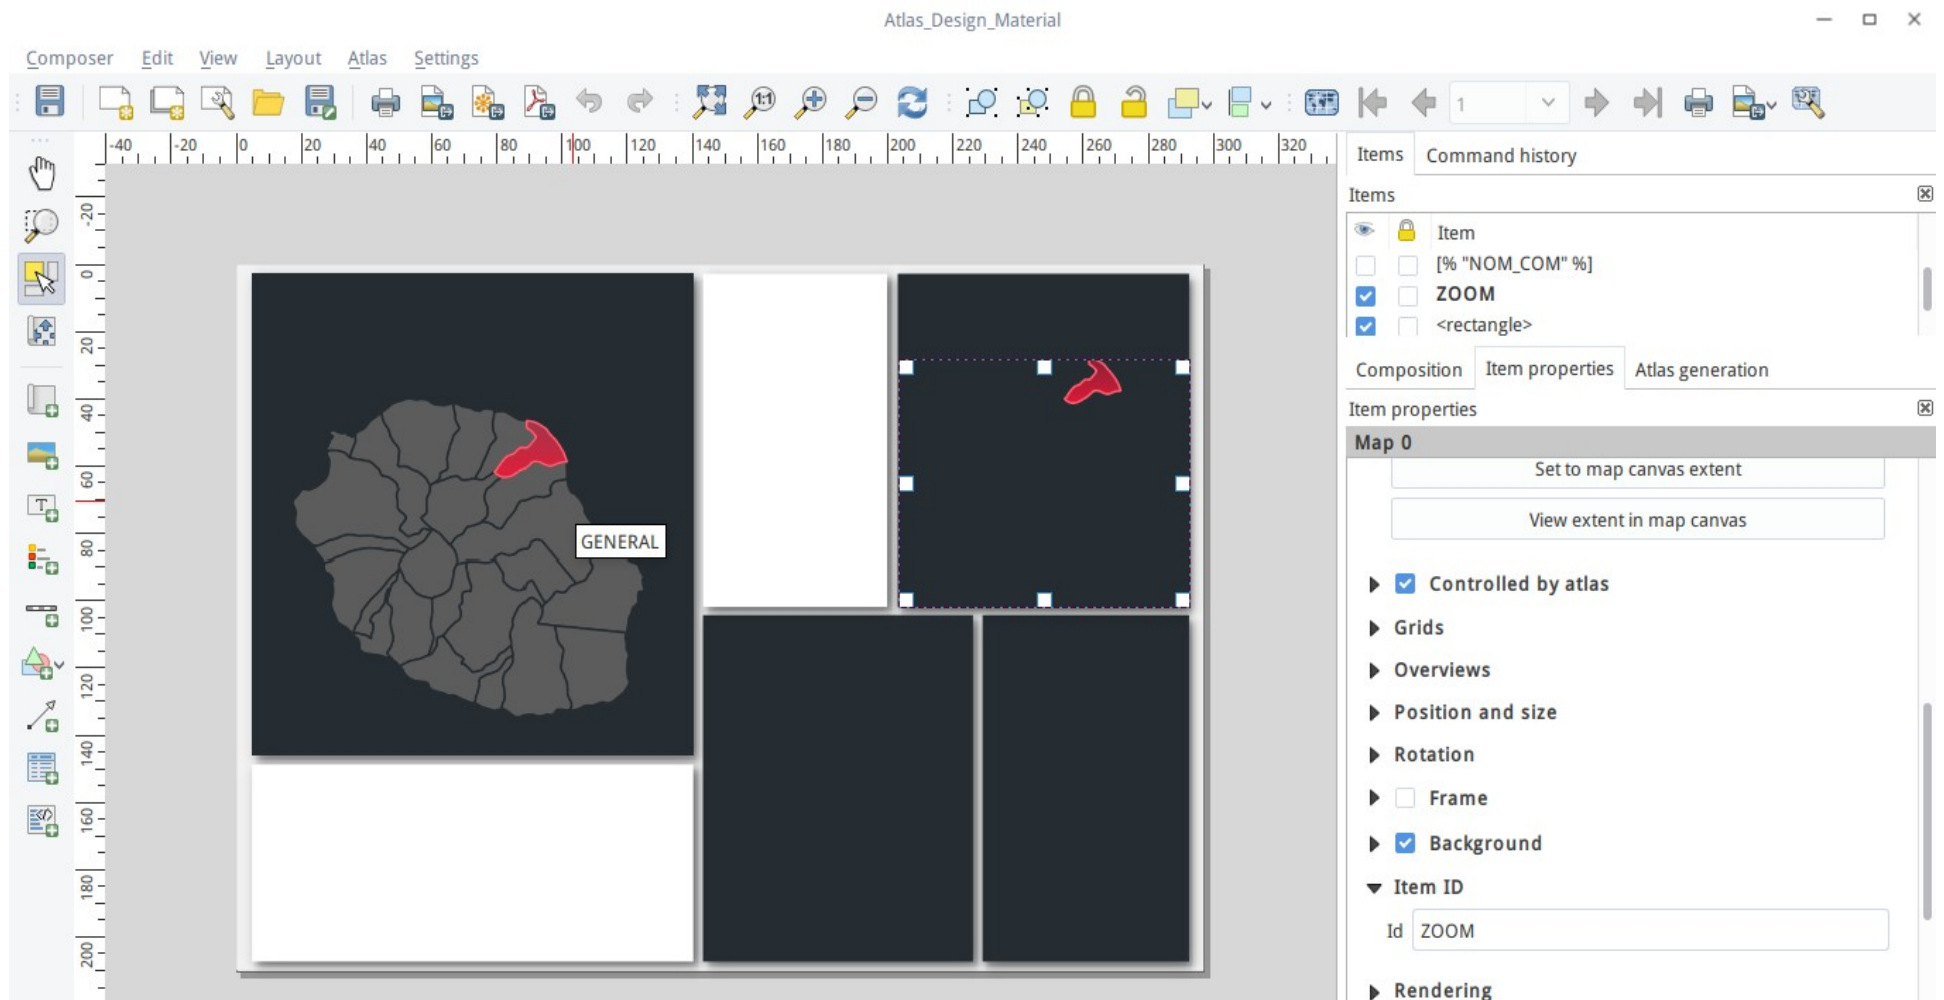 Atlas_Design_Material
Composer Edit View Layout Atlas Settings
1:1
1
-40 -20 0 20 40 60 80 100 120 140 160 180 200 220 240 260 280 300 320
-20
0
20
40
60
80
100
120
140
160
180
200
GENERAL
Items Command history
Items
Item
[% "NOM_COM" %]
ZOOM
<rectangle>
Composition Item properties Atlas generation
Item properties
Map 0
Set to map canvas extent
View extent in map canvas
Controlled by atlas
Grids
Overviews
Position and size
Rotation
Frame
Background
Item ID
Id ZOOM
Rendering